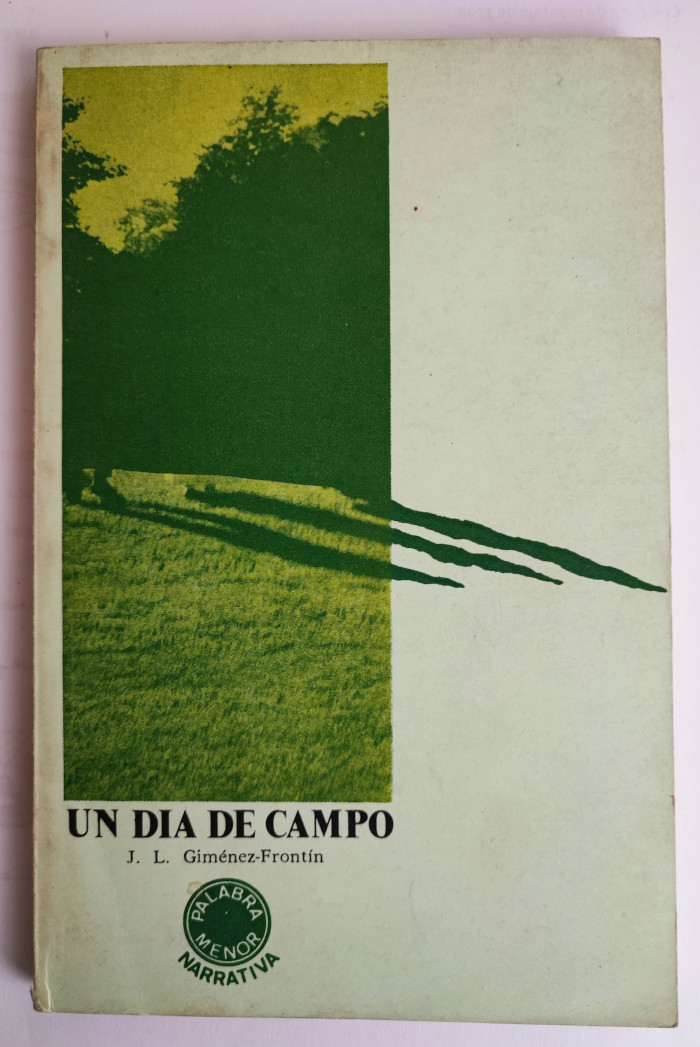 UN DIA DE CAMPO
J. L. Giménez-Frontín
PALABRA
MENOR
NARRATIVA